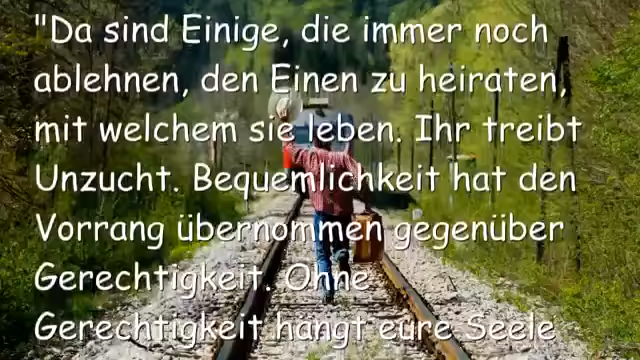 "Da sind Einige, die immer noch
ablehnen, den Einen zu heiraten,
mit welchem sie leben. Ihr treibt
Unzucht. Bequemlichkeit hat den
Vorrang übernommen gegenüber
Gerechtigkeit. Ohne
Gerechtigkeit hängt eure Seele